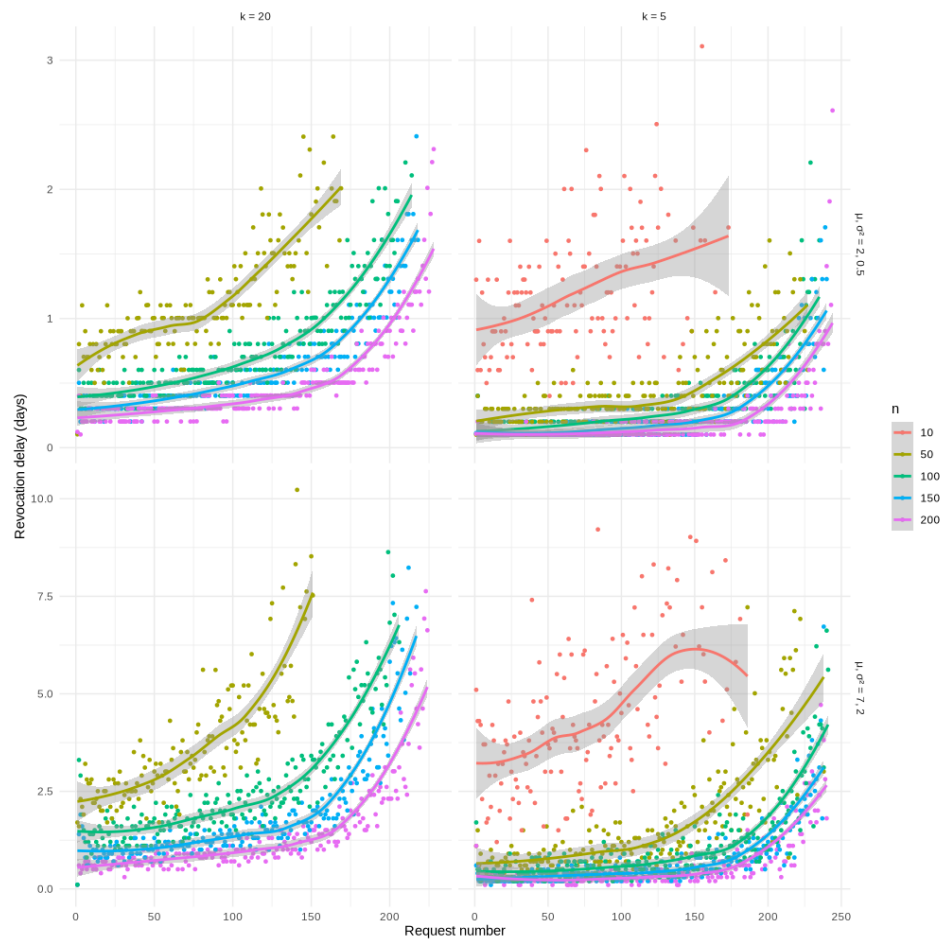 k = 20
k = 5
3
2
1
0
μ, σ² = 2, 0.5
10.0
7.5
5.0
2.5
0.0
μ, σ² = 7, 2
Revocation delay (days)
0 50 100 150 200
0 50 100 150 200 250
Request number
n
10
50
100
150
200